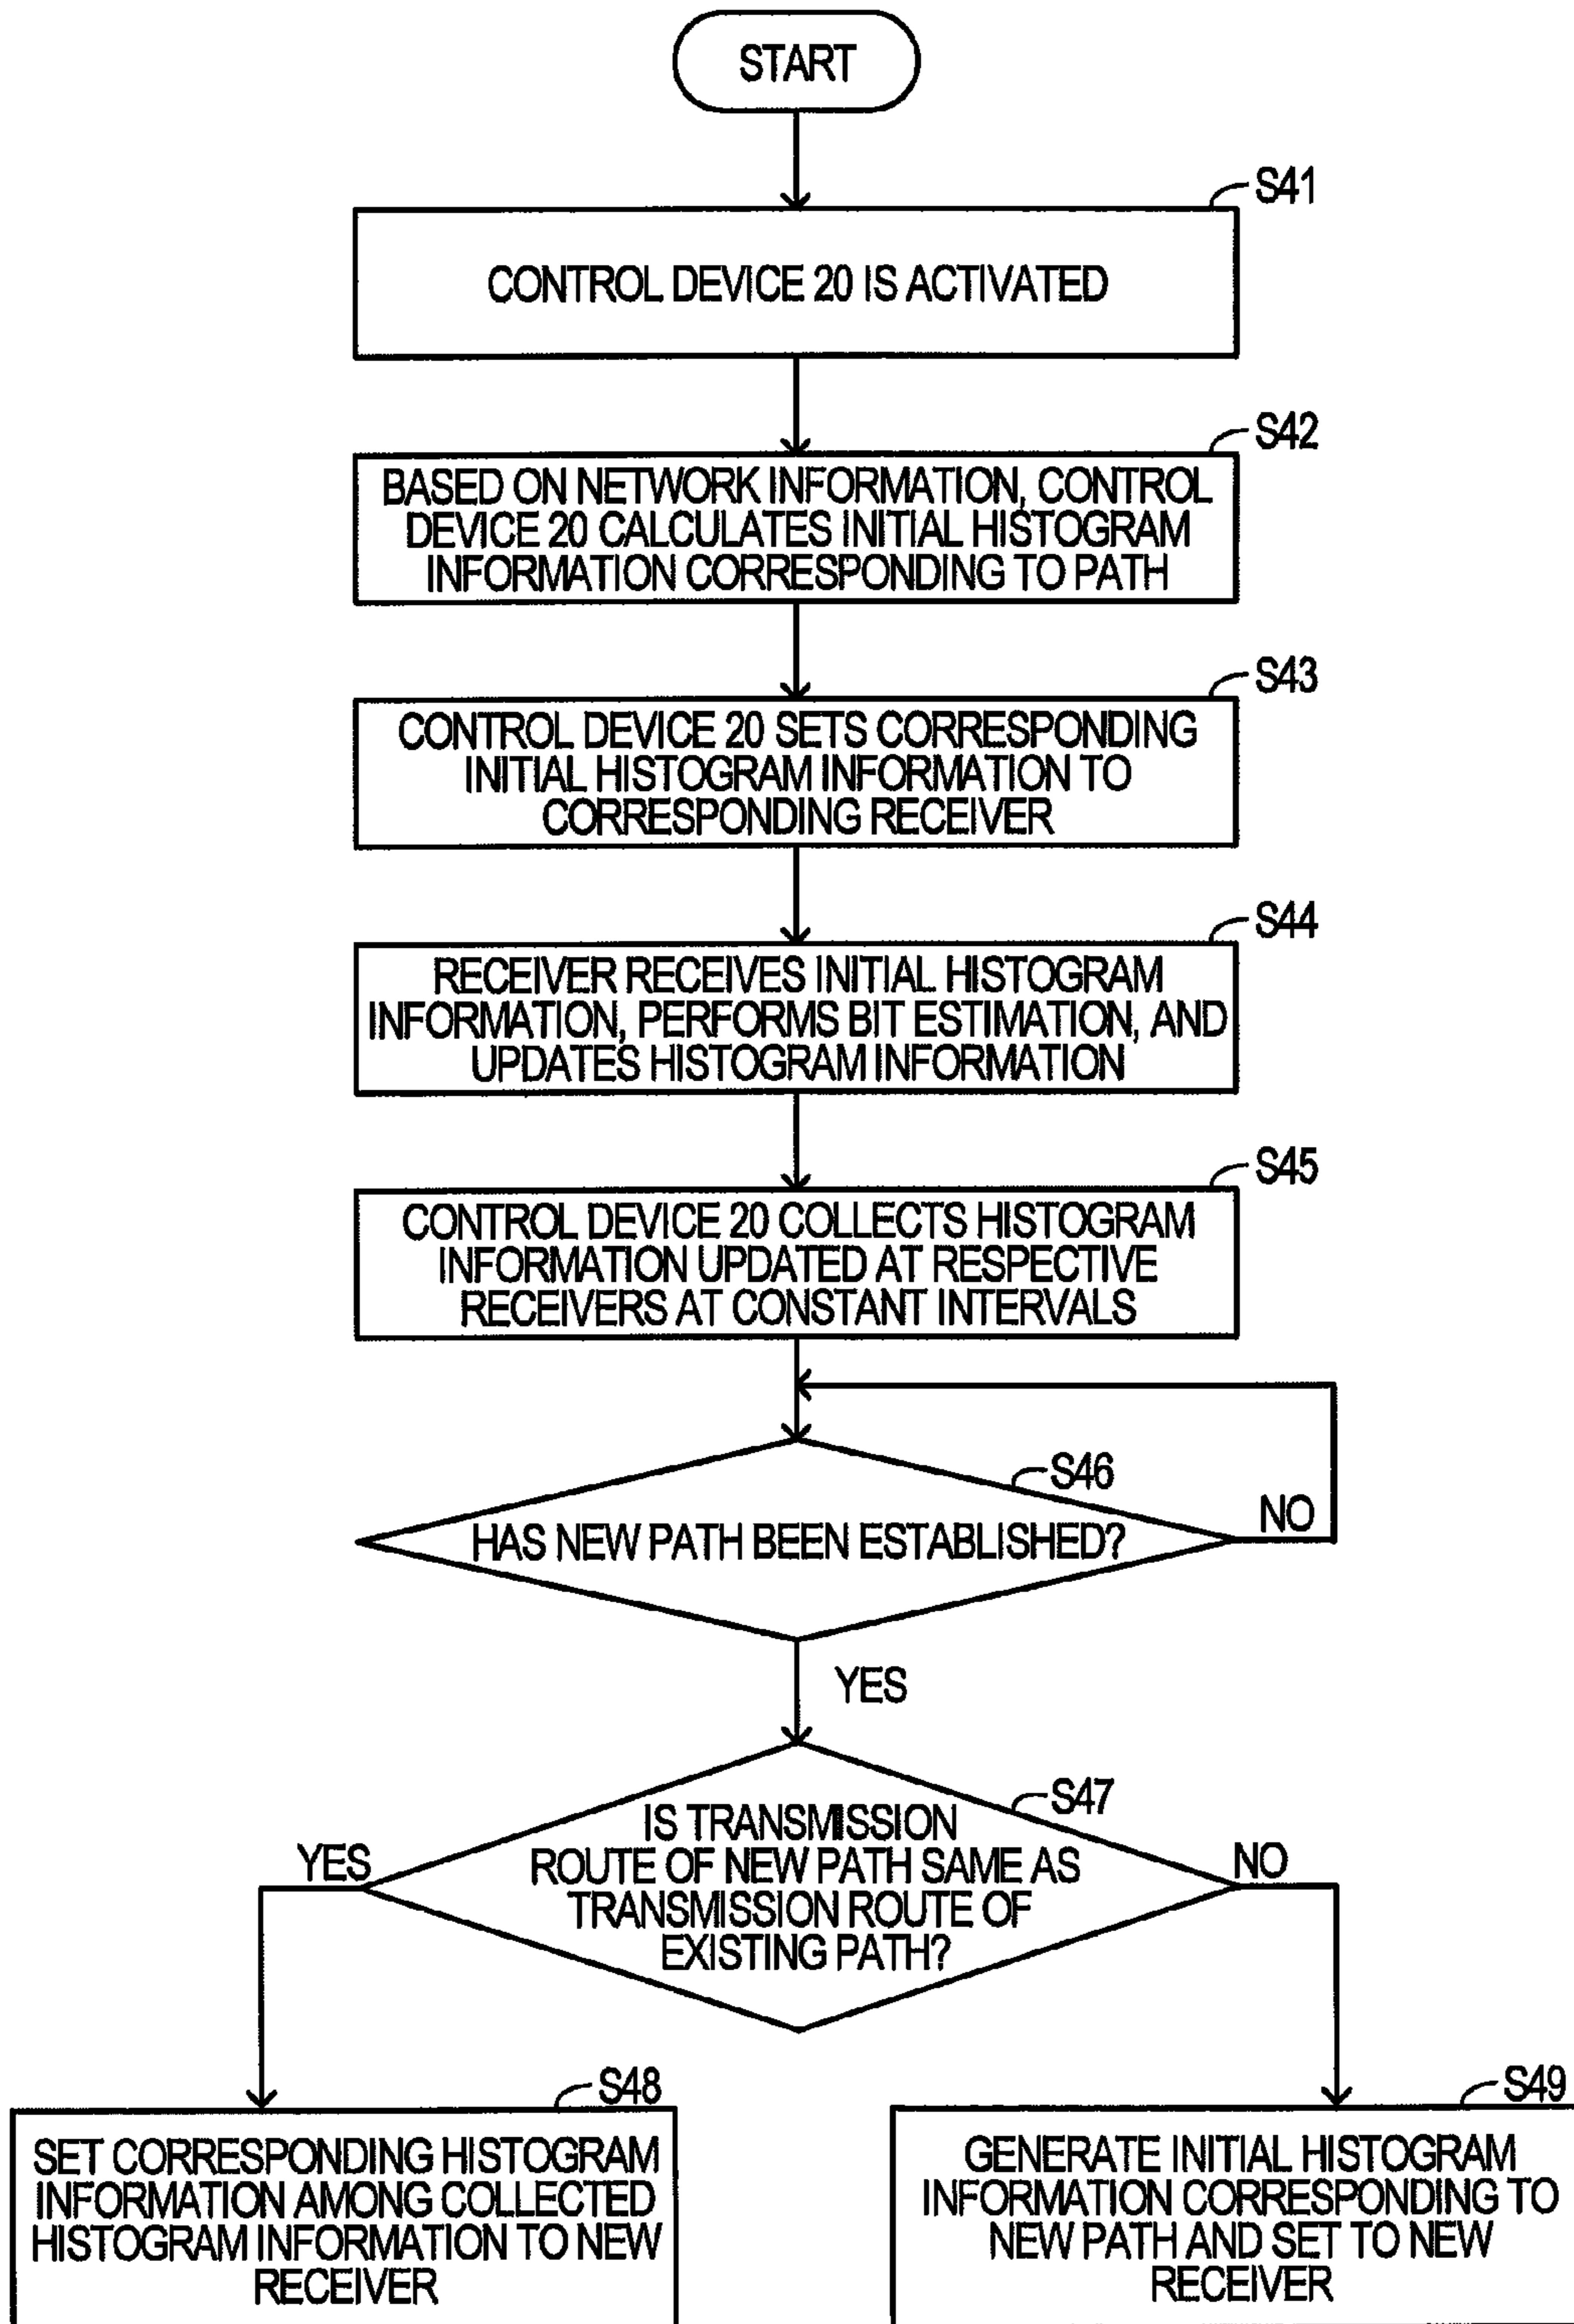 START
S41
CONTROL DEVICE 20 IS ACTIVATED
S42
BASED ON NETWORK INFORMATION, CONTROL
DEVICE 20 CALCULATES INITIAL HISTOGRAM
INFORMATION CORRESPONDING TO PATH
S43
CONTROL DEVICE 20 SETS CORRESPONDING
INITIAL HISTOGRAM INFORMATION TO
CORRESPONDING RECEIVER
S44
RECEIVER RECEIVES INITIAL HISTOGRAM
INFORMATION, PERFORMS BIT ESTIMATION, AND
UPDATES HISTOGRAM INFORMATION
S45
CONTROL DEVICE 20 COLLECTS HISTOGRAM
INFORMATION UPDATED AT RESPECTIVE
RECEIVERS AT CONSTANT INTERVALS
S46
HAS NEW PATH BEEN ESTABLISHED?
NO
YES
S47
IS TRANSMISSION
ROUTE OF NEW PATH SAME AS
TRANSMISSION ROUTE OF
EXISTING PATH?
YES
NO
S48
SET CORRESPONDING HISTOGRAM
INFORMATION AMONG COLLECTED
HISTOGRAM INFORMATION TO NEW
RECEIVER
S49
GENERATE INITIAL HISTOGRAM
INFORMATION CORRESPONDING TO
NEW PATH AND SET TO NEW
RECEIVER